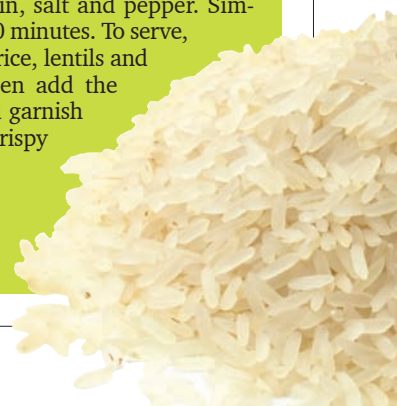 in, salt and pepper. Sim-
0 minutes. To serve,
rice, lentils and
en add the
garnish
rispy